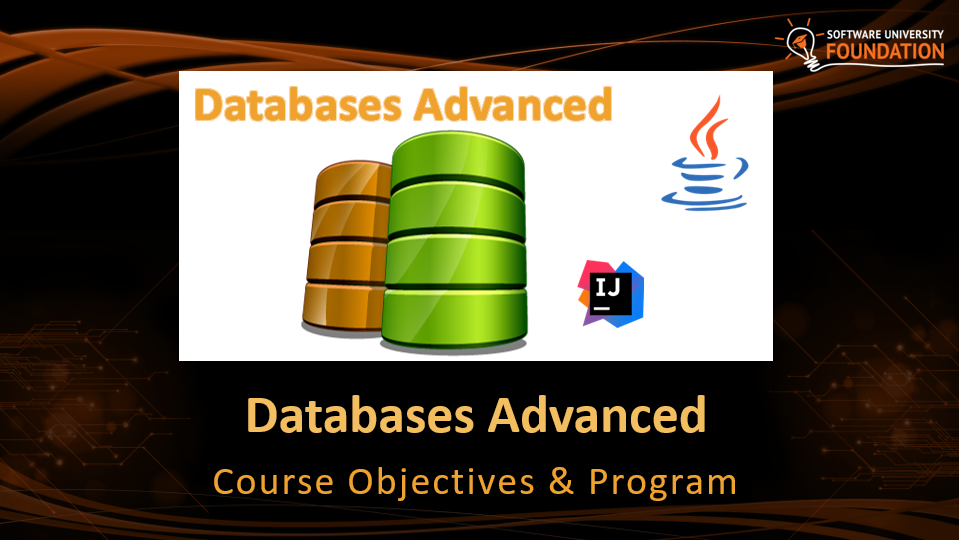 SOFTWARE UNIVERSITY
FOUNDATION
Databases Advanced
IJ
Databases Advanced
Course Objectives & Program